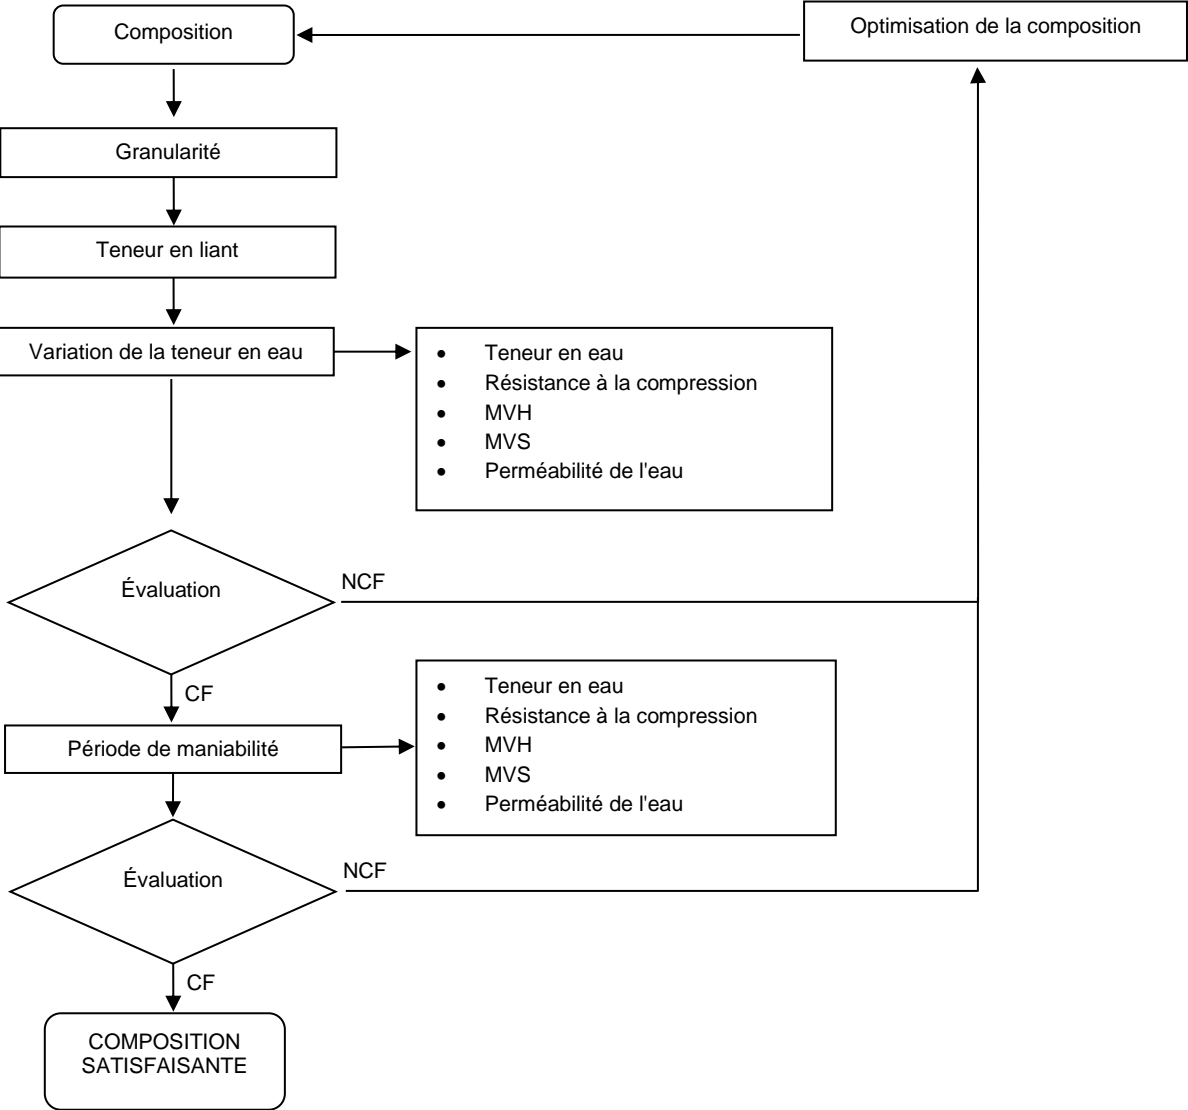 Composition
Optimisation de la composition
Granularité
Teneur en liant
Variation de la teneur en eau
• Teneur en eau
• Résistance à la compression
• MVH
• MVS
• Perméabilité de l'eau
Évaluation
NCF
CF
Période de maniabilité
• Teneur en eau
• Résistance à la compression
• MVH
• MVS
• Perméabilité de l'eau
Évaluation
NCF
CF
COMPOSITION
SATISFAISANTE